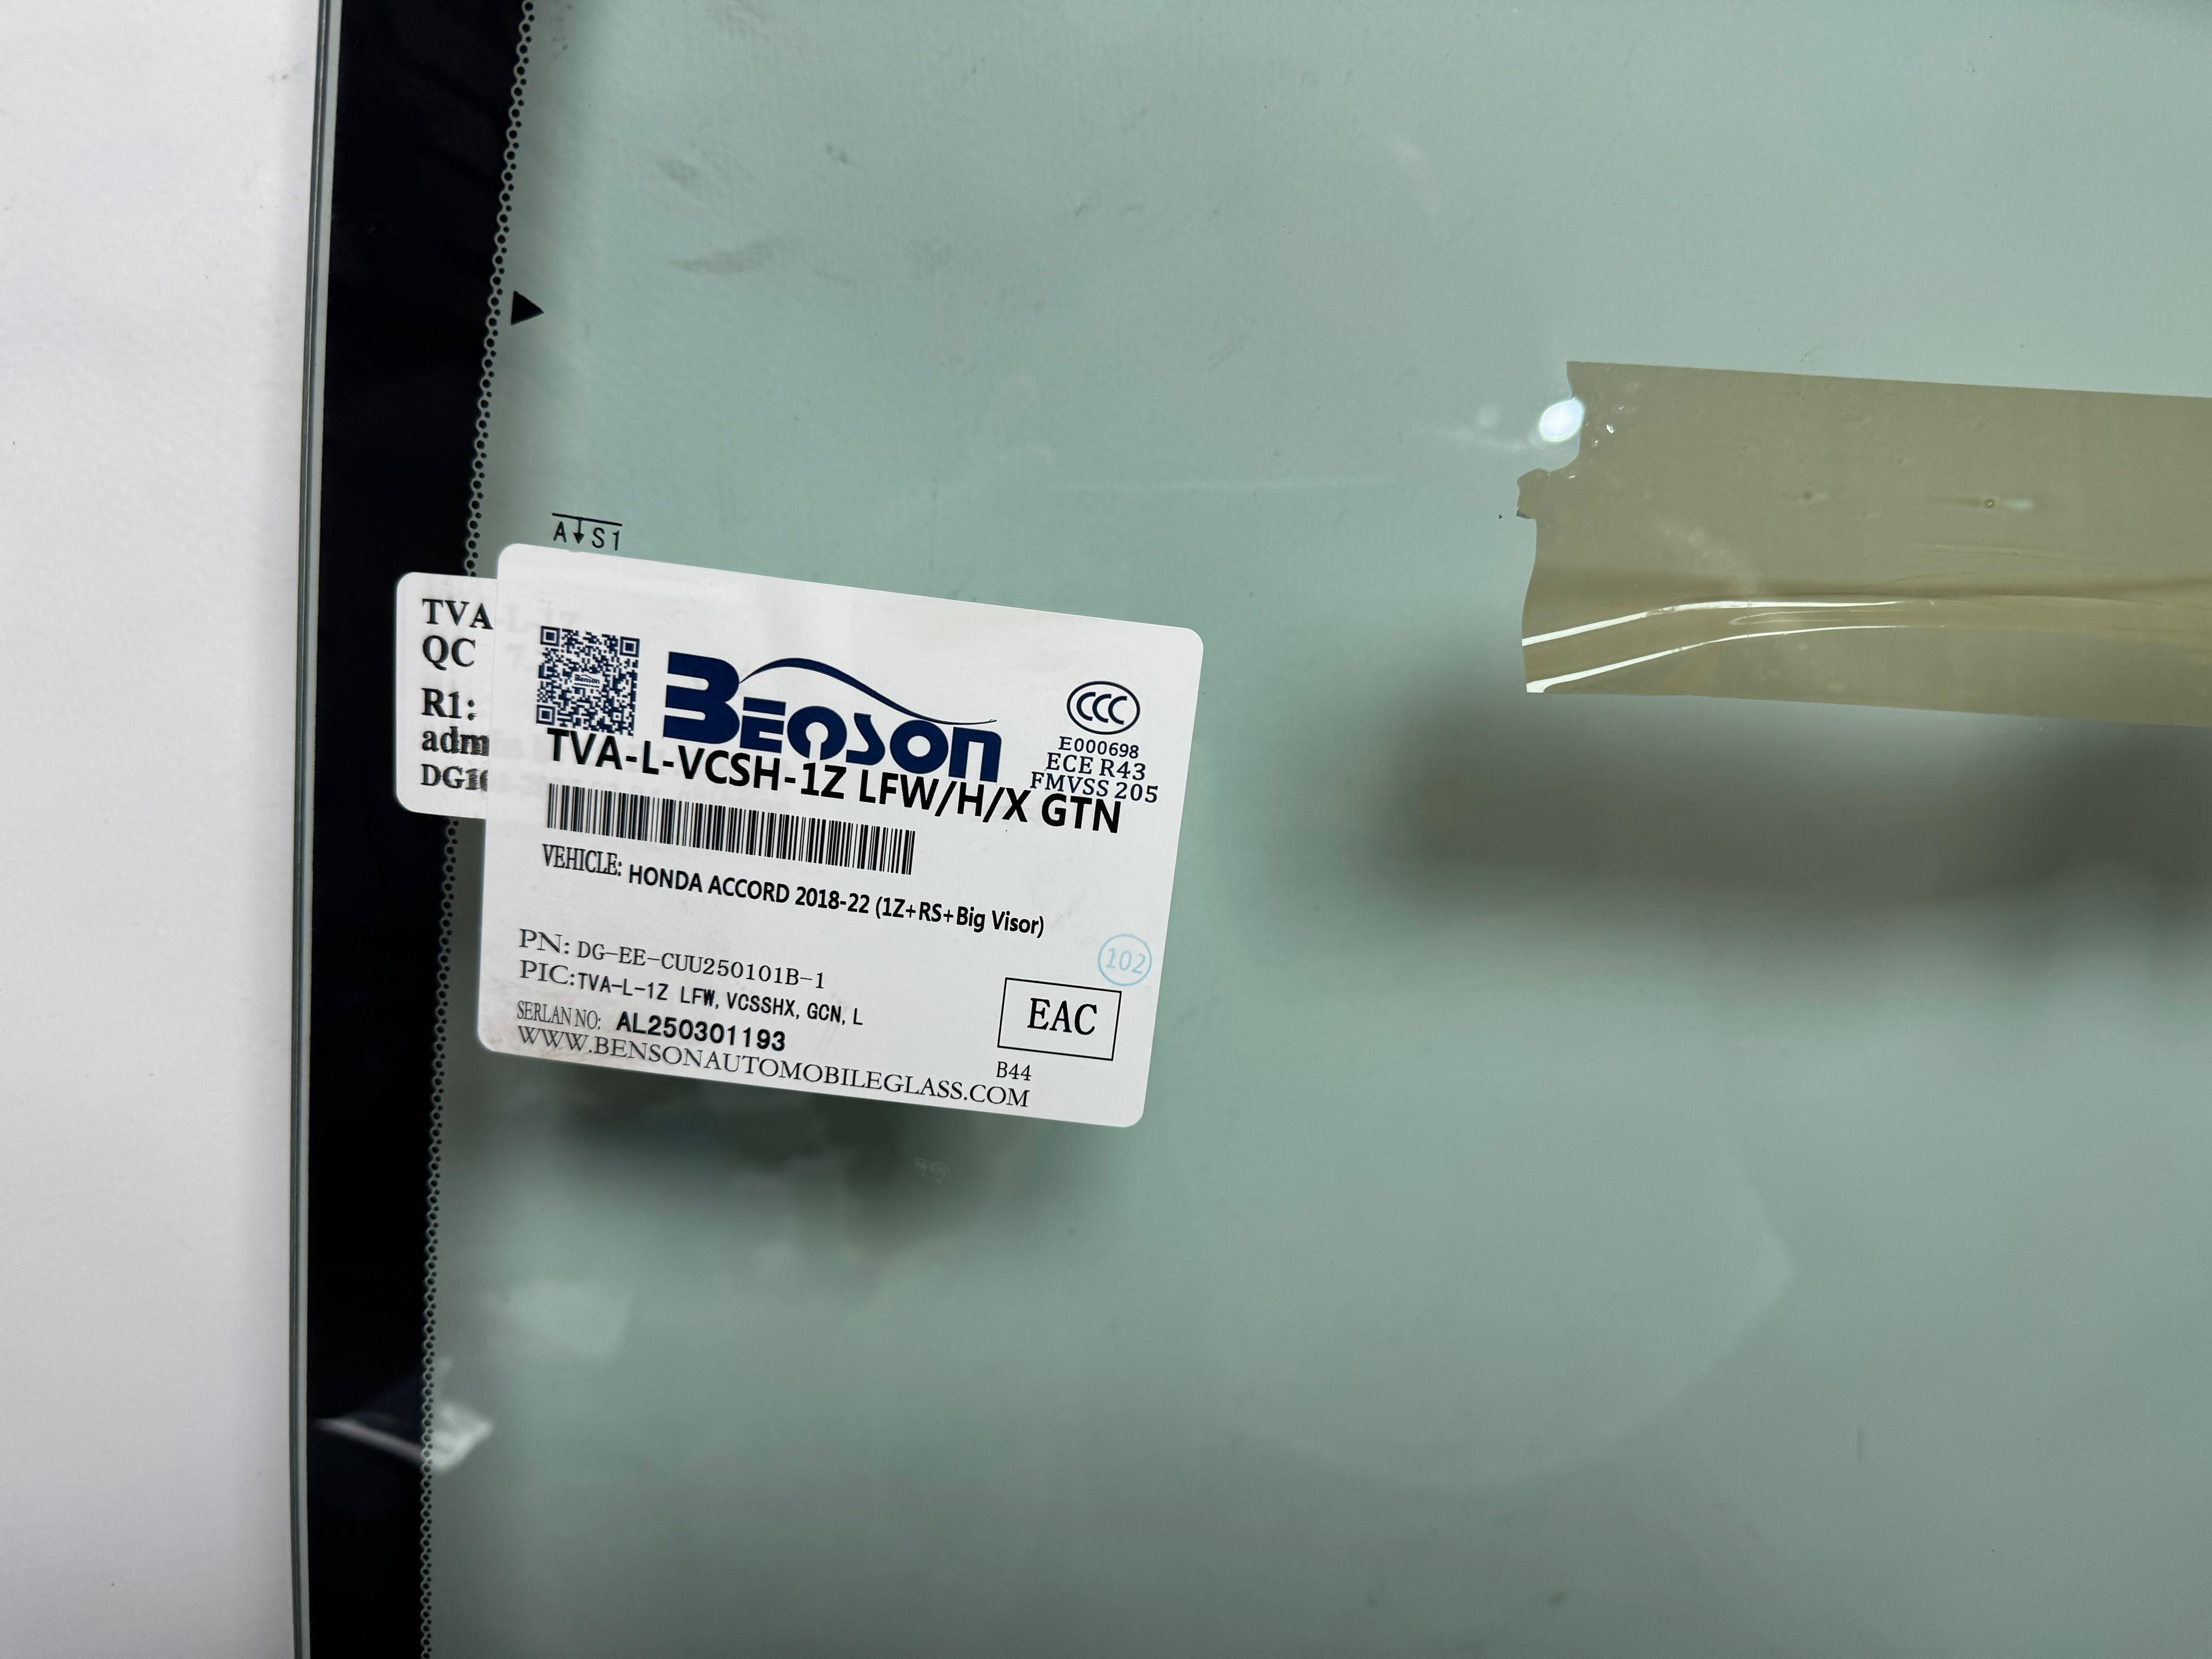 A↓S1
TVA
QC
R1:
adm
BENSON
CCC
E000698
ECE R43
FMVSS 205
TVA-L-VCSH-1Z LFW/H/X GTN
VEHICLE: HONDA ACCORD 2018-22 (1Z+RS+Big Visor)
PN: DG-EE-CUU250101B-1
102
PIC:TVA-L-1Z LFW, VCSSHX, GCN, L
EAC
SERLAN NO: AL250301193
B44
WWW.BENSONAUTOMOBILEGLASS.COM